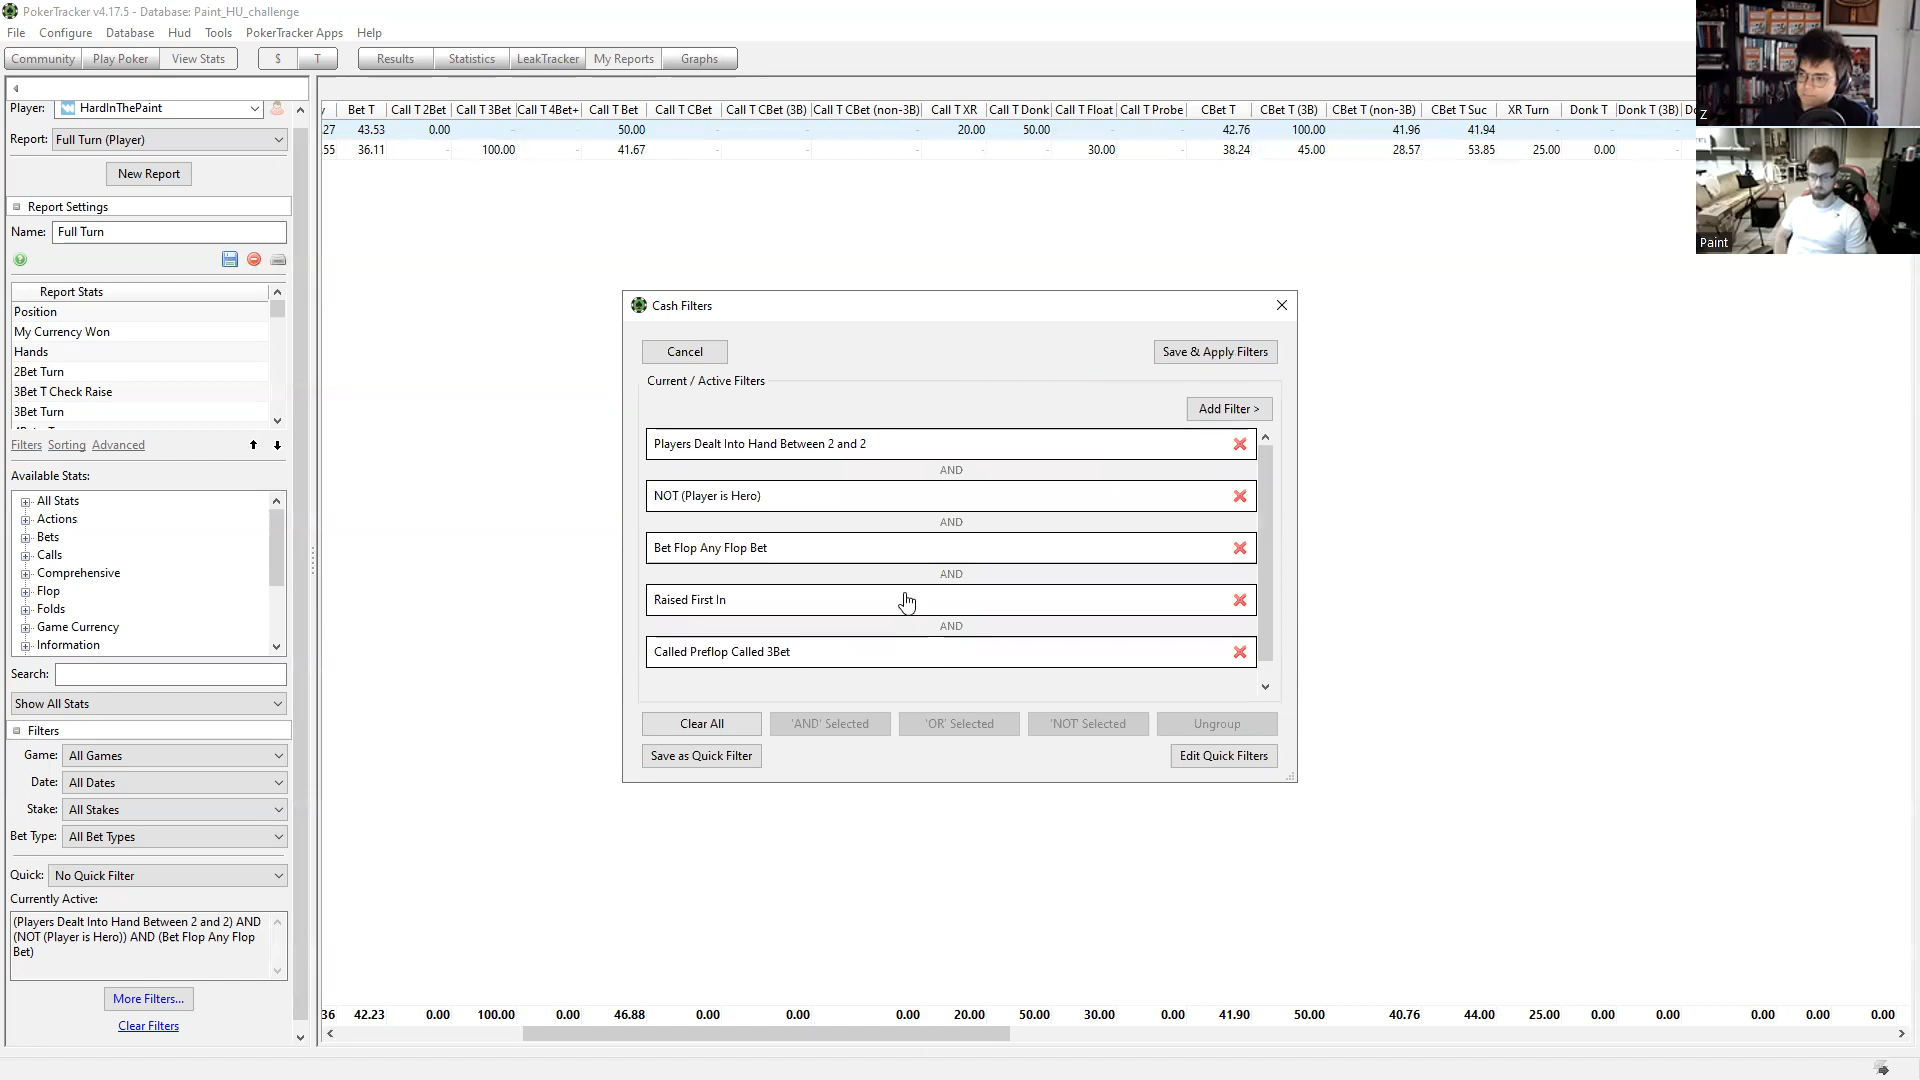 PokerTracker v4.17.5 - Database: Paint_HU_challenge
File Configure Database Hud Tools PokerTracker Apps Help
Community Play Poker View Stats $ T Results Statistics LeakTracker My Reports Graphs
Player: HardInThePaint
Report: Full Turn (Player)
New Report
Report Settings
Name: Full Turn
Report Stats
Position
My Currency Won
Hands
2Bet Turn
3Bet T Check Raise
3Bet Turn
Filters Sorting Advanced
Available Stats:
All Stats
Actions
Bets
Calls
Comprehensive
Flop
Folds
Game Currency
Information
Search:
Show All Stats
Filters
Game: All Games
Date: All Dates
Stake: All Stakes
Bet Type: All Bet Types
Quick: No Quick Filter
Currently Active:
(Players Dealt Into Hand Between 2 and 2) AND
(NOT (Player is Hero)) AND (Bet Flop Any Flop
Bet)
More Filters...
Clear Filters
Bet T Call T 2Bet Call T 3Bet Call T 4Bet+ Call T Bet Call T CBet Call T CBet (3B) Call T CBet (non-3B) Call T XR Call T Donk Call T Float Call T Probe CBet T CBet T (3B) CBet T (non-3B) CBet T Suc XR Turn Donk T Donk T (3B)
27 43.53 0.00 - - 50.00 - - - 20.00 50.00 - - 42.76 100.00 41.96 41.94 - - -
55 36.11 - 100.00 - 41.67 - - - - - 30.00 - 38.24 45.00 28.57 53.85 25.00 0.00 -
Cash Filters
Cancel Save & Apply Filters
Current / Active Filters
Add Filter >
Players Dealt Into Hand Between 2 and 2
AND
NOT (Player is Hero)
AND
Bet Flop Any Flop Bet
AND
Raised First In
AND
Called Preflop Called 3Bet
Clear All 'AND' Selected 'OR' Selected 'NOT' Selected Ungroup
Save as Quick Filter Edit Quick Filters
36 42.23 0.00 100.00 0.00 46.88 0.00 0.00 0.00 20.00 50.00 30.00 0.00 41.90 50.00 40.76 44.00 25.00 0.00 0.00 0.00 0.00 0.00
Z
Paint